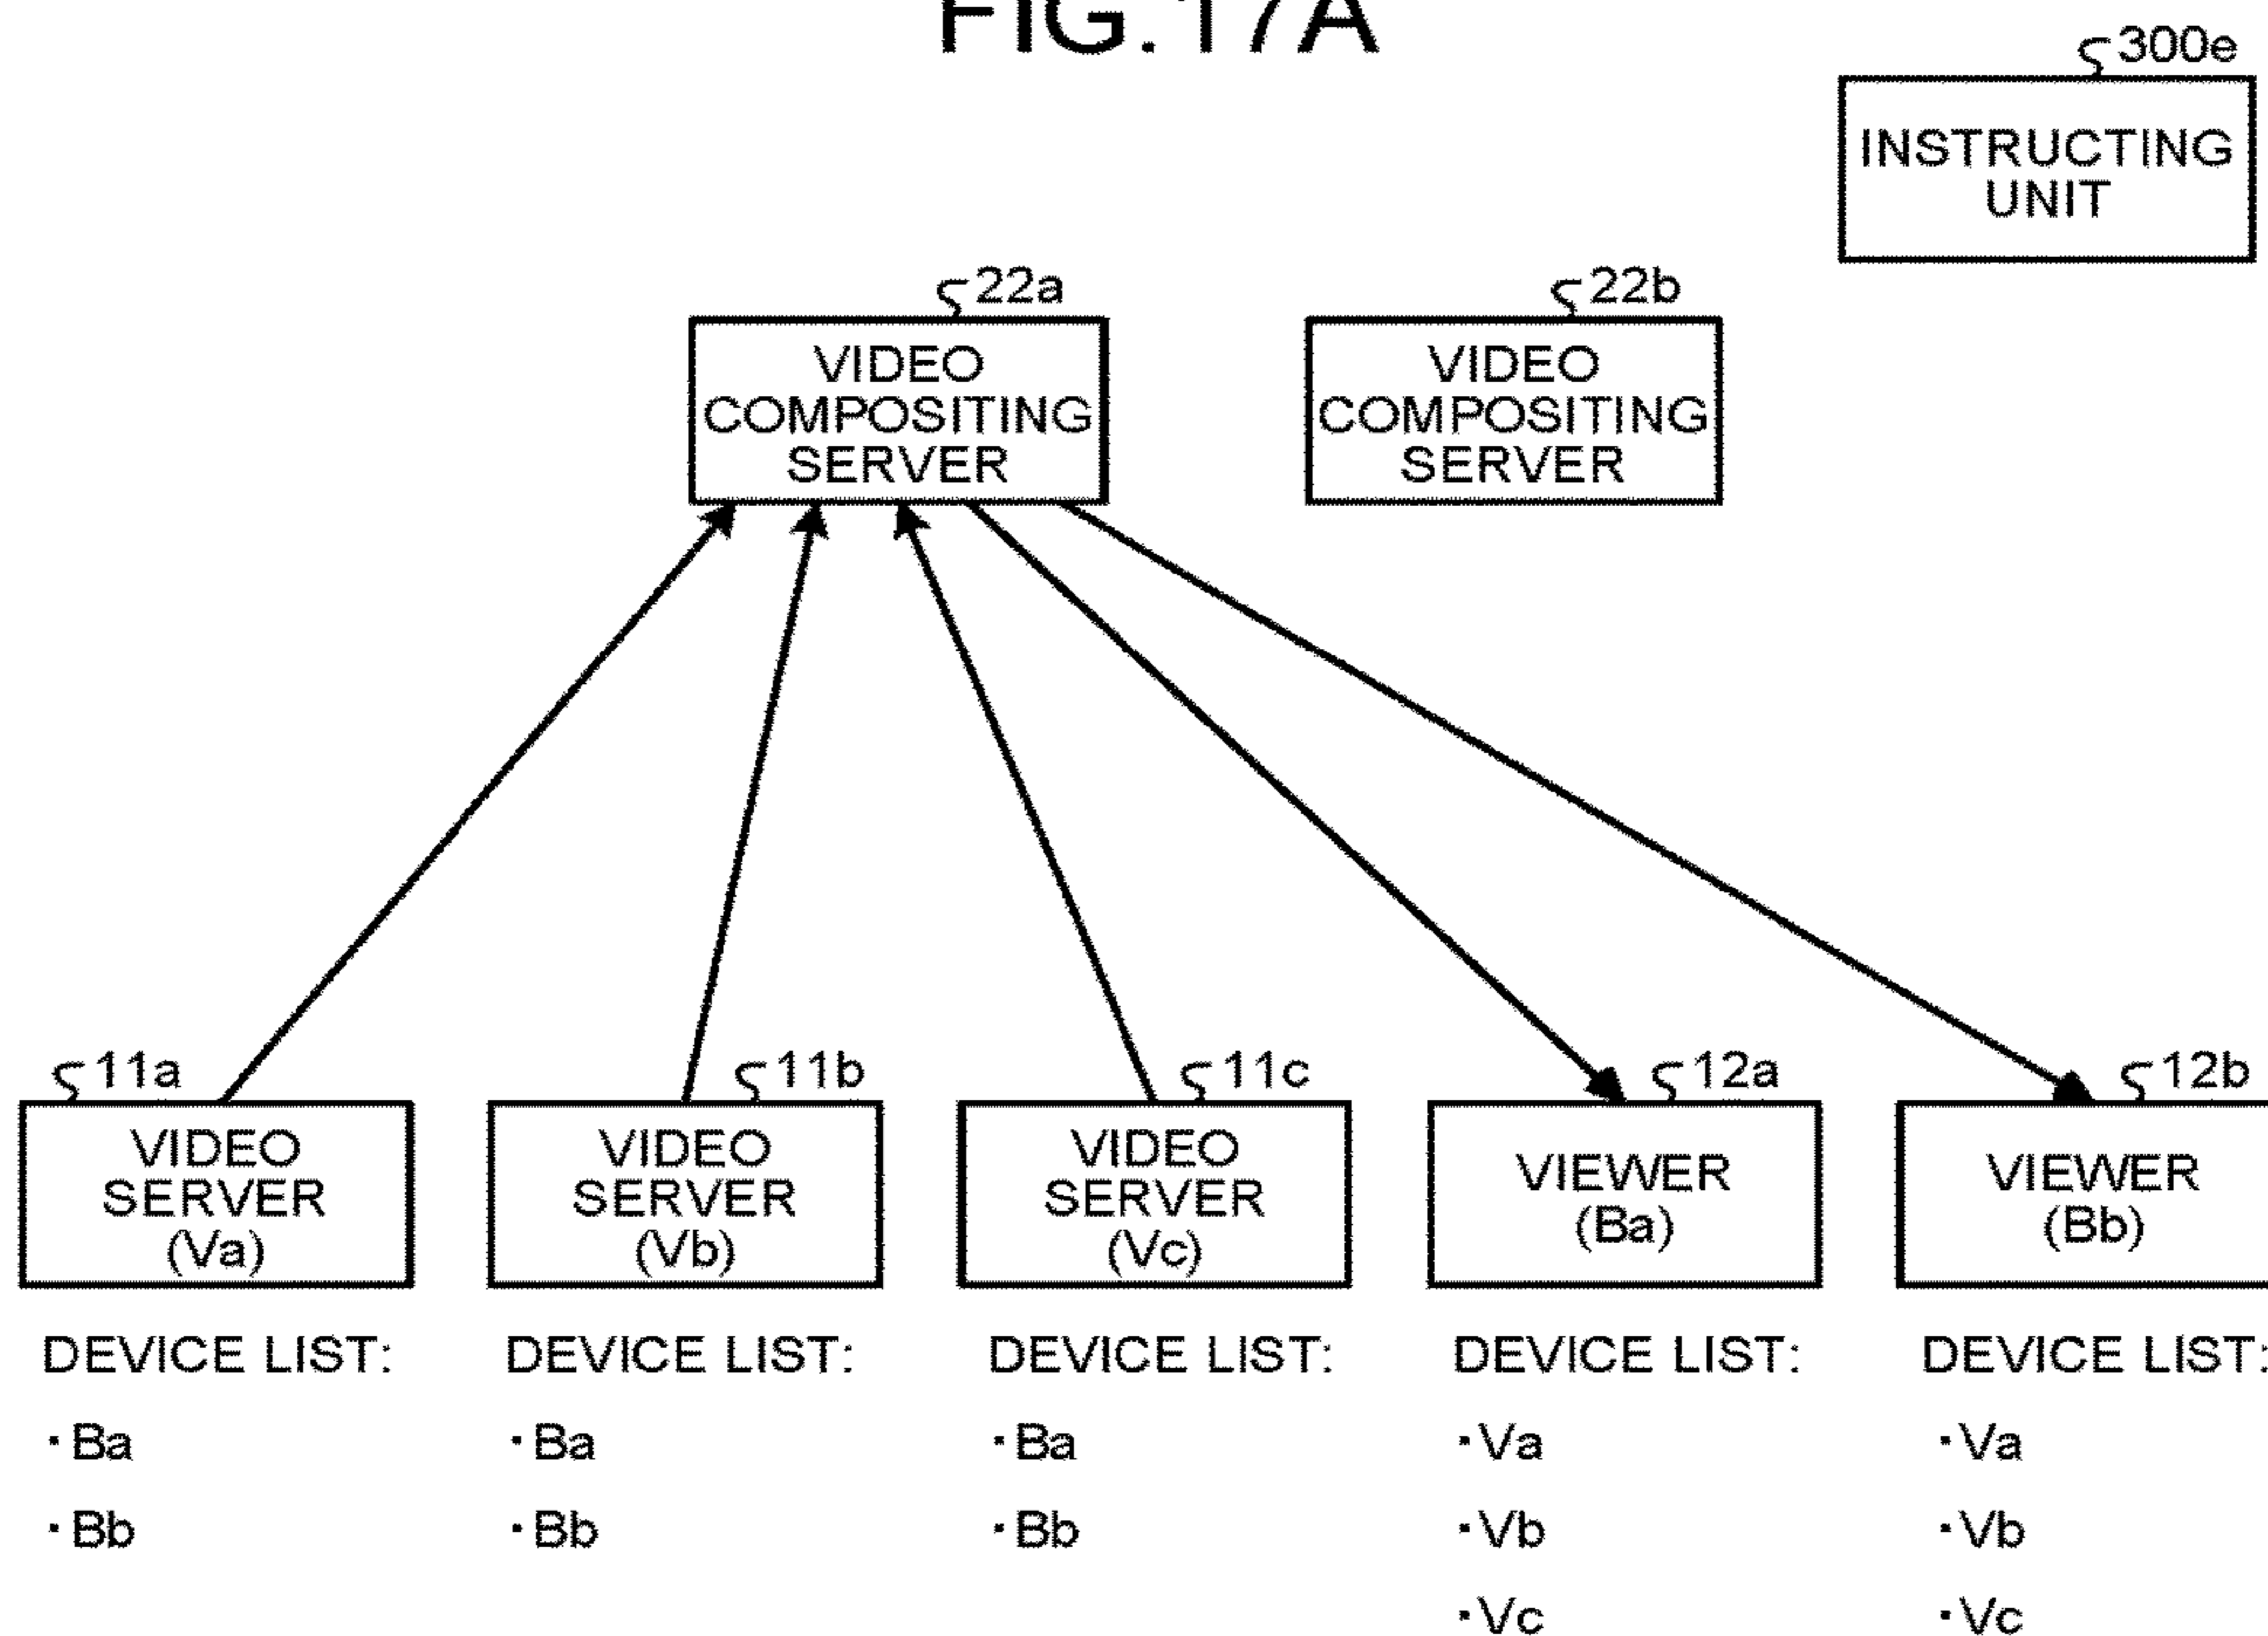 FIG.17A
300e
INSTRUCTING
UNIT
22a
VIDEO
COMPOSITING
SERVER
22b
VIDEO
COMPOSITING
SERVER
11a
VIDEO
SERVER
(Va)
11b
VIDEO
SERVER
(Vb)
11c
VIDEO
SERVER
(Vc)
12a
VIEWER
(Ba)
12b
VIEWER
(Bb)
DEVICE LIST:
・Ba
・Bb
DEVICE LIST:
・Ba
・Bb
DEVICE LIST:
・Ba
・Bb
DEVICE LIST:
・Va
・Vb
・Vc
DEVICE LIST:
・Va
・Vb
・Vc